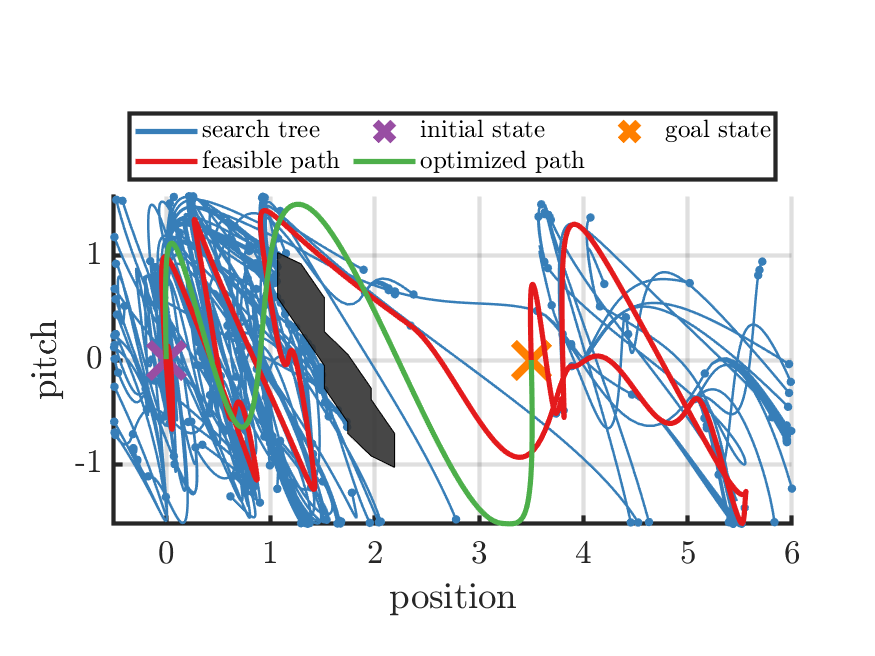 search tree initial state goal state
feasible path optimized path
pitch
1
0
-1
0 1 2 3 4 5 6
position